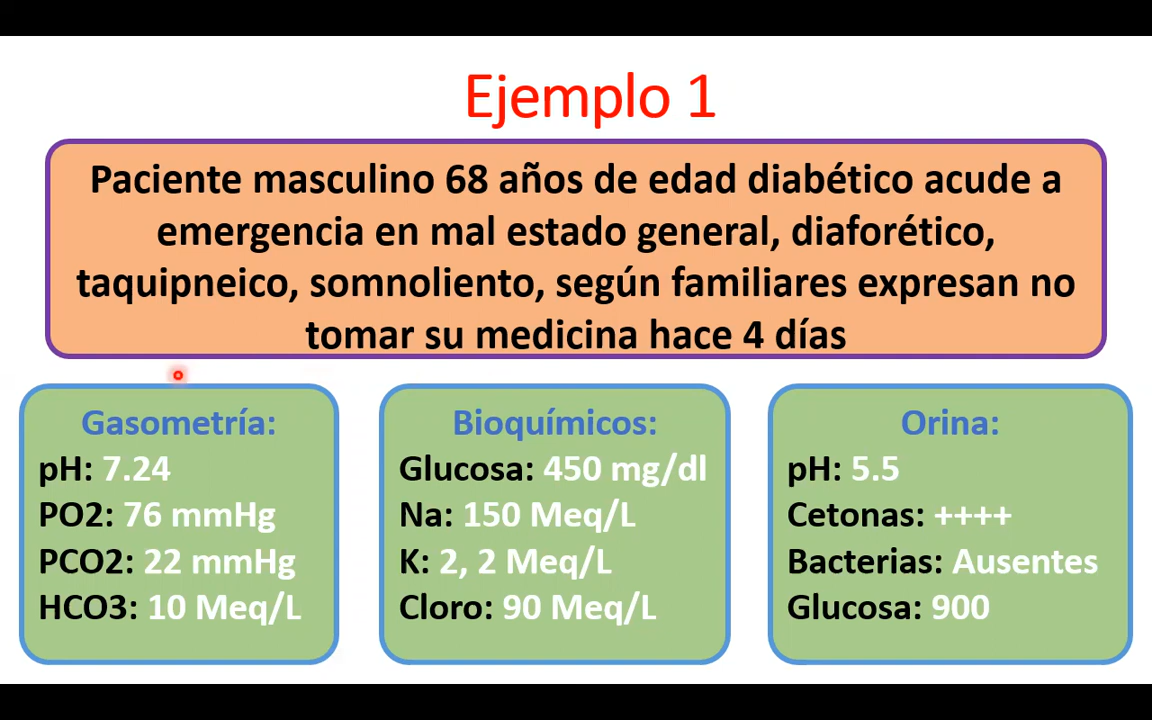 Ejemplo 1
Paciente masculino 68 años de edad diabético acude a
emergencia en mal estado general, diaforético,
taquipneico, somnoliento, según familiares expresan no
tomar su medicina hace 4 días
Gasometría:
pH: 7.24
PO2: 76 mmHg
PCO2: 22 mmHg
HCO3: 10 Meq/L
Bioquímicos:
Glucosa: 450 mg/dl
Na: 150 Meq/L
K: 2, 2 Meq/L
Cloro: 90 Meq/L
Orina:
pH: 5.5
Cetonas: ++++
Bacterias: Ausentes
Glucosa: 900